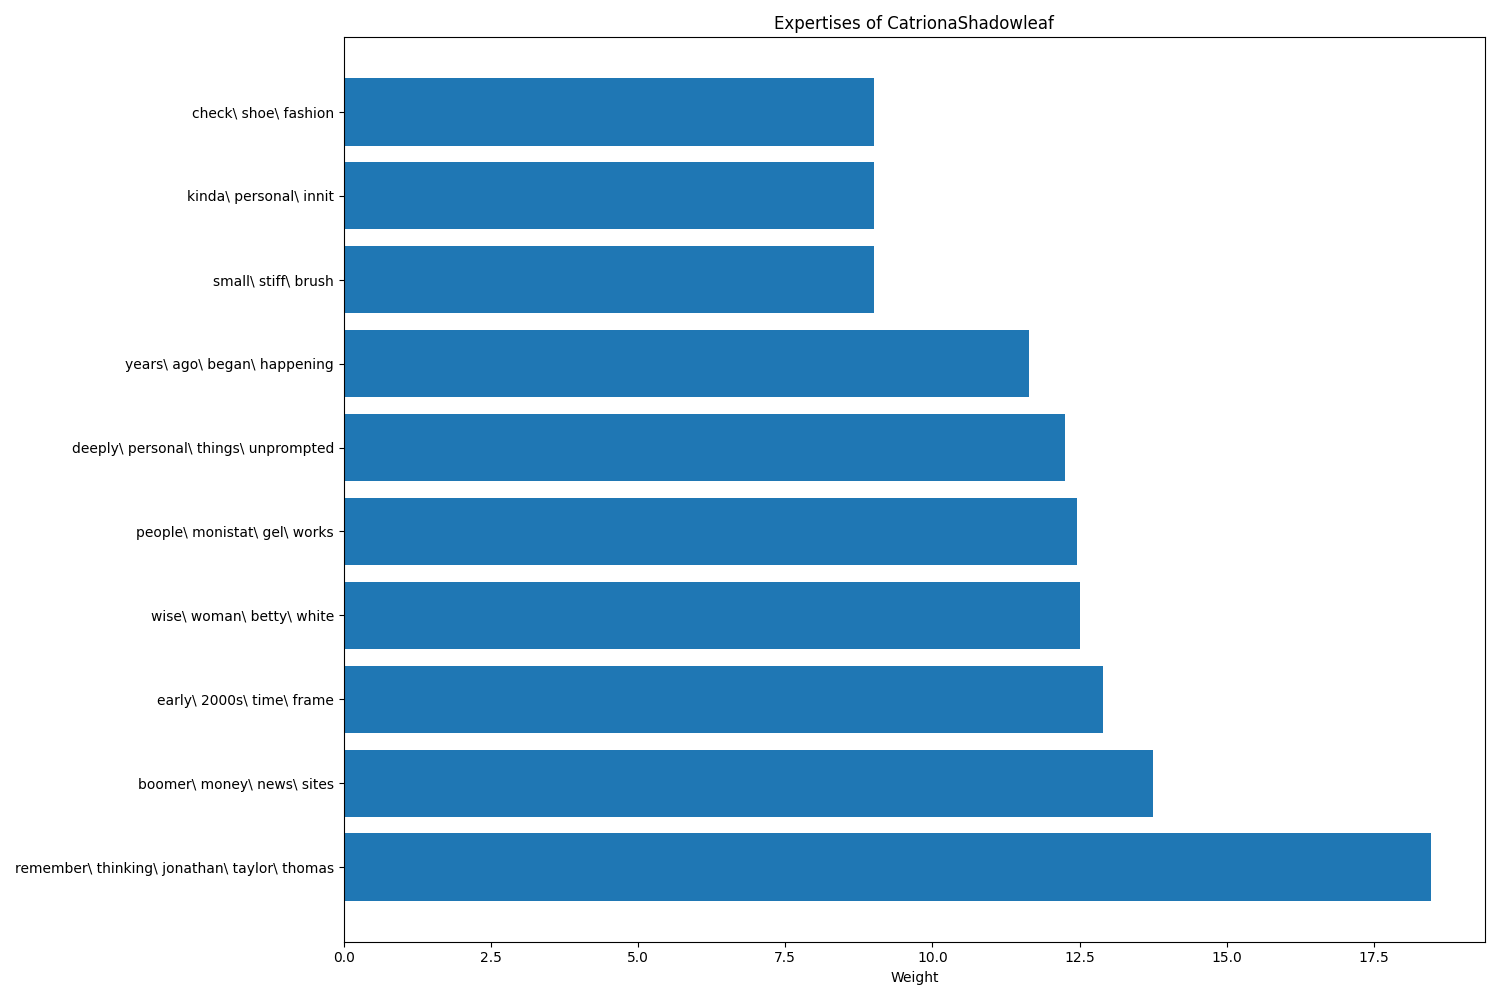 Expertises of CatrionaShadowleaf
check\ shoe\ fashion
kinda\ personal\ innit
small\ stiff\ brush
years\ ago\ began\ happening
deeply\ personal\ things\ unprompted
people\ monistat\ gel\ works
wise\ woman\ betty\ white
early\ 2000s\ time\ frame
boomer\ money\ news\ sites
remember\ thinking\ jonathan\ taylor\ thomas
0.0 2.5 5.0 7.5 10.0 12.5 15.0 17.5
Weight